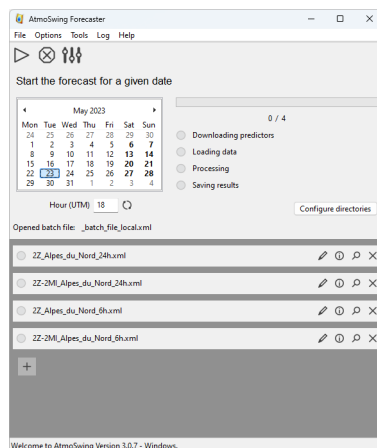 AtmoSwing Forecaster
File Options Tools Log Help
Start the forecast for a given date
May 2023
Mon Tue Wed Thu Fri Sat Sun
24 25 26 27 28 29 30
1 2 3 4 5 6 7
8 9 10 11 12 13 14
15 16 17 18 19 20 21
22 23 24 25 26 27 28
29 30 31 1 2 3 4
Hour (UTM) 18
0 / 4
Downloading predictors
Loading data
Processing
Saving results
Configure directories
Opened batch file: _batch_file_local.xml
2Z_Alpes_du_Nord_24h.xml
2Z-2MI_Alpes_du_Nord_24h.xml
2Z_Alpes_du_Nord_6h.xml
2Z-2MI_Alpes_du_Nord_6h.xml
Welcome to AtmoSwing Version 3.0.7 - Windows.